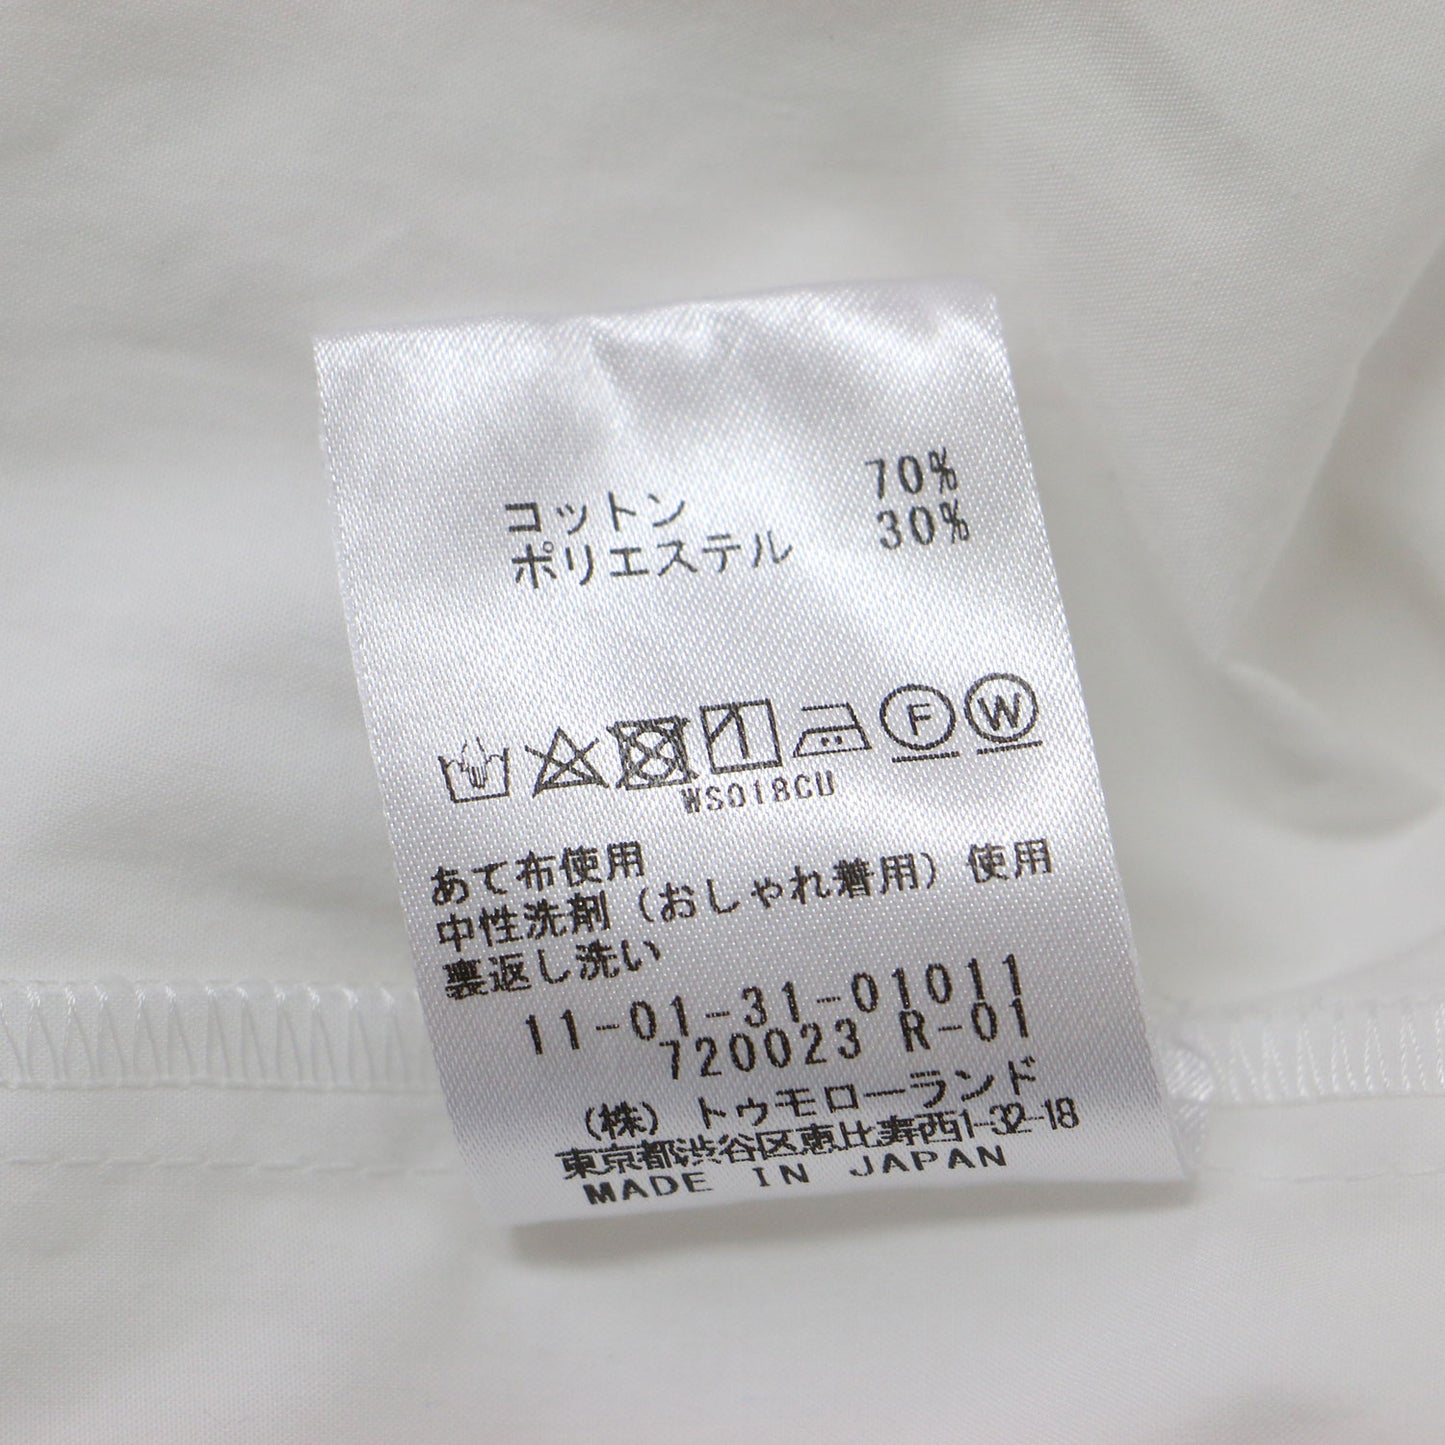 コットン 70%
ポリエステル 30%
F W
WS018CU
あて布使用
中性洗剤(おしゃれ着用)使用
裏返し洗い
11-01-31-01011
720023 R-01
(株)トゥモローランド
東京都渋谷区恵比寿西1-32-18
MADE IN JAPAN